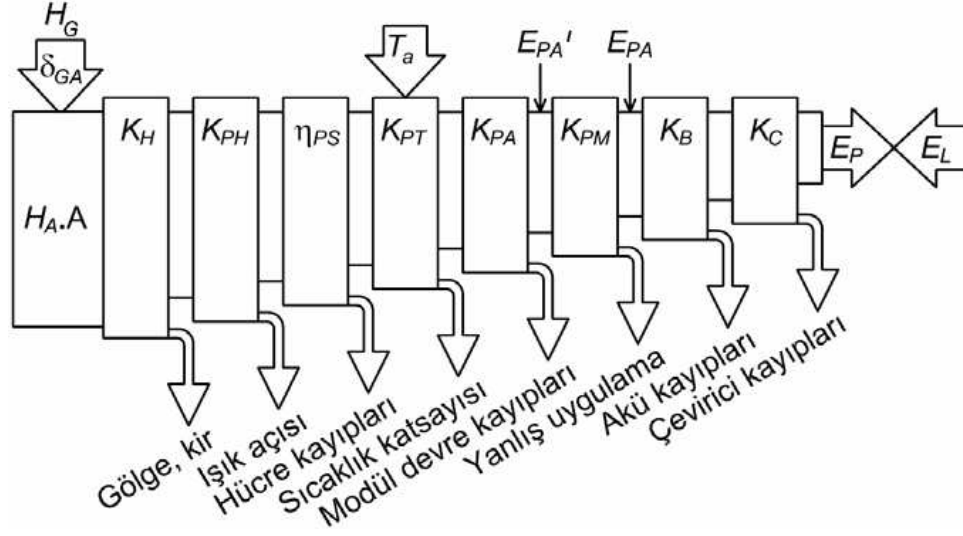 H_G
δ_GA
T_a
E_PA'
E_PA
K_H
K_PH
η_PS
K_PT
K_PA
K_PM
K_B
K_C
E_P
E_L
H_A.A
Gölge, kir
Işık açısı
Hücre kayıpları
Sıcaklık katsayısı
Modül devre kayıpları
Yanlış uygulama
Akü kayıpları
Çevirici kayıpları